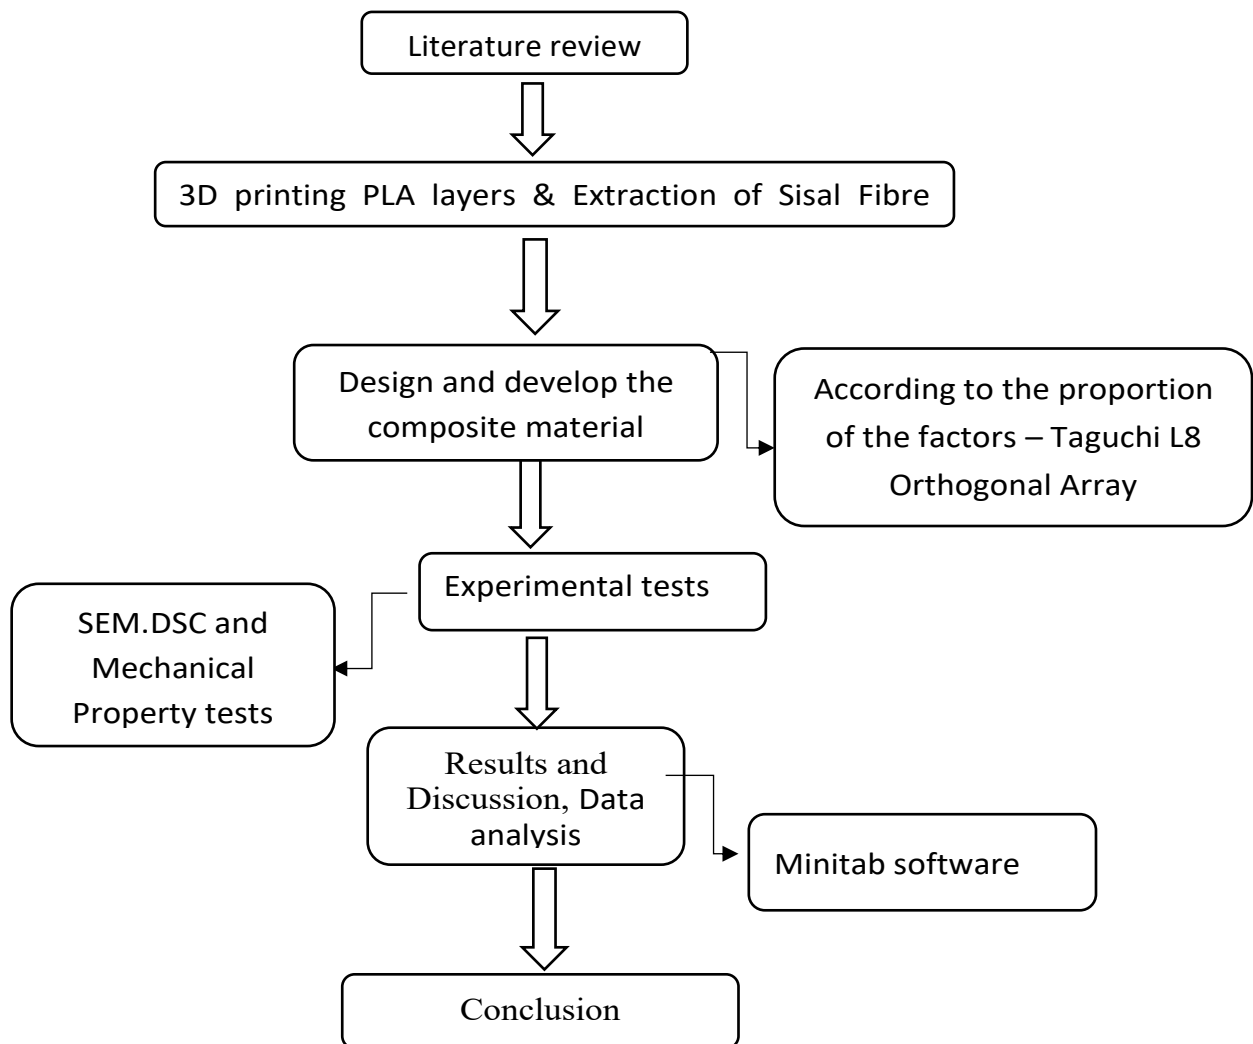 Literature review
3D printing PLA layers & Extraction of Sisal Fibre
Design and develop the
composite material
According to the proportion
of the factors – Taguchi L8
Orthogonal Array
Experimental tests
SEM.DSC and
Mechanical
Property tests
Results and
Discussion, Data
analysis
Minitab software
Conclusion